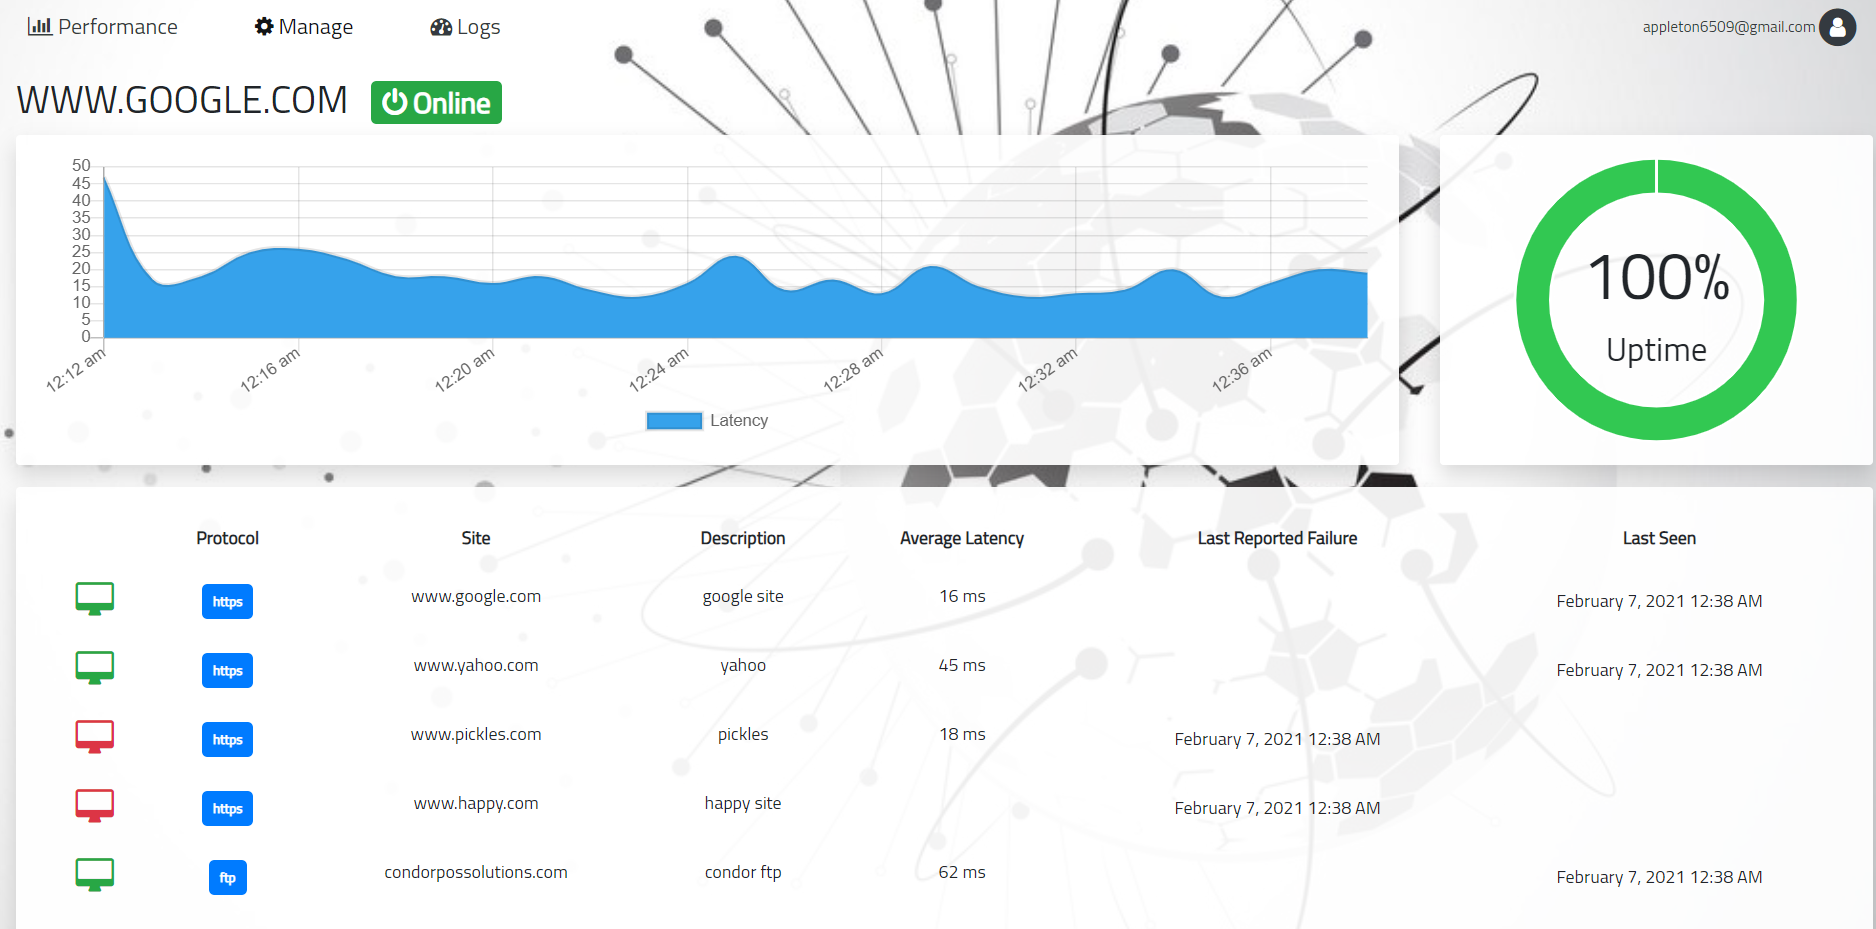 Performance Manage Logs appleton6509@gmail.com
WWW.GOOGLE.COM Online
50
45
40
35
30
25
20
15
10
5
0
12:12 am 12:16 am 12:20 am 12:24 am 12:28 am 12:32 am 12:36 am
Latency
100%
Uptime
Protocol Site Description Average Latency Last Reported Failure Last Seen
https www.google.com google site 16 ms February 7, 2021 12:38 AM
https www.yahoo.com yahoo 45 ms February 7, 2021 12:38 AM
https www.pickles.com pickles 18 ms February 7, 2021 12:38 AM
https www.happy.com happy site February 7, 2021 12:38 AM
ftp condorpossolutions.com condor ftp 62 ms February 7, 2021 12:38 AM